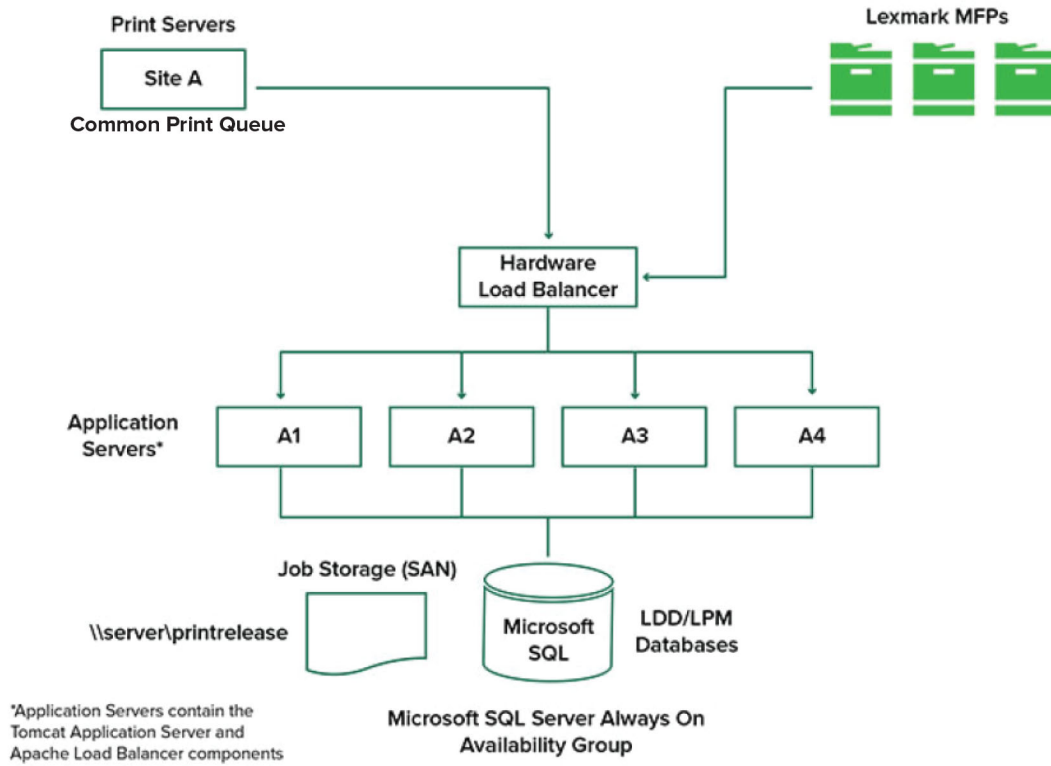 Print Servers
Site A
Common Print Queue
Lexmark MFPs
Hardware
Load Balancer
Application
Servers*
A1
A2
A3
A4
Job Storage (SAN)
\\server\printrelease
Microsoft
SQL
LDD/LPM
Databases
*Application Servers contain the
Tomcat Application Server and
Apache Load Balancer components
Microsoft SQL Server Always On
Availability Group